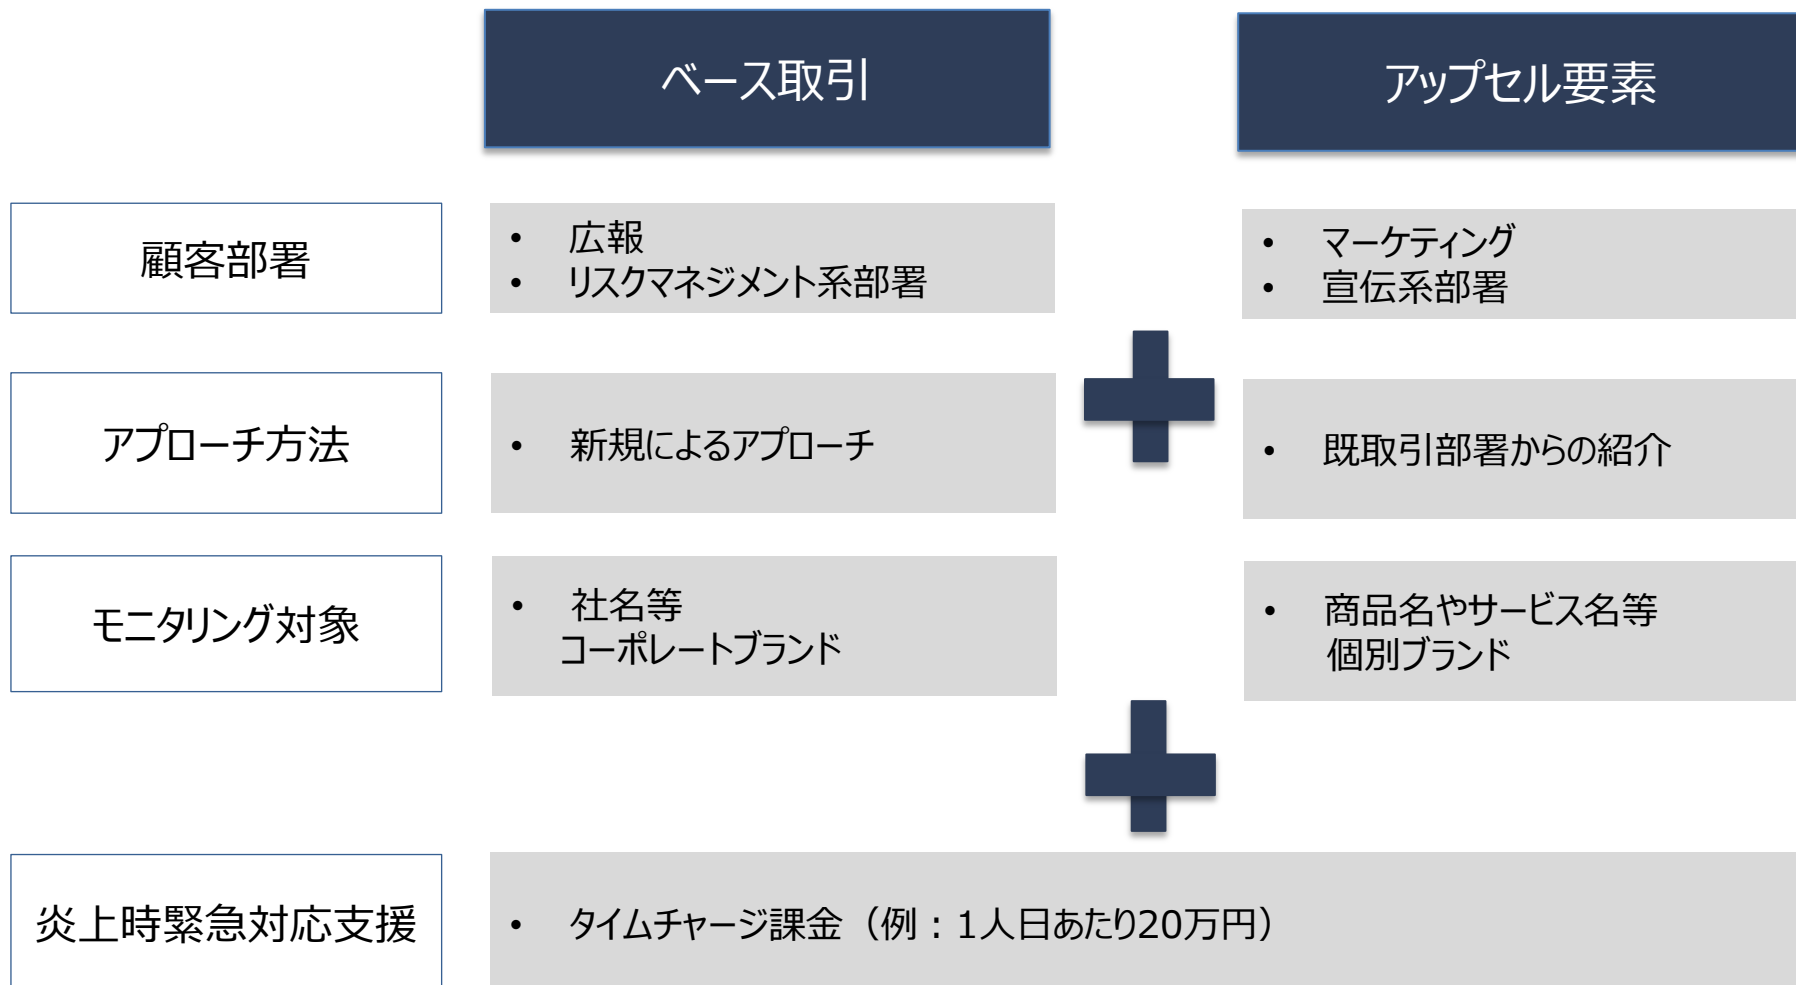 ベース取引
アップセル要素
顧客部署
• 広報
• リスクマネジメント系部署
• マーケティング
• 宣伝系部署
アプローチ方法
• 新規によるアプローチ
• 既取引部署からの紹介
モニタリング対象
• 社名等
コーポレートブランド
• 商品名やサービス名等
個別ブランド
炎上時緊急対応支援
• タイムチャージ課金（例：1人日あたり20万円）